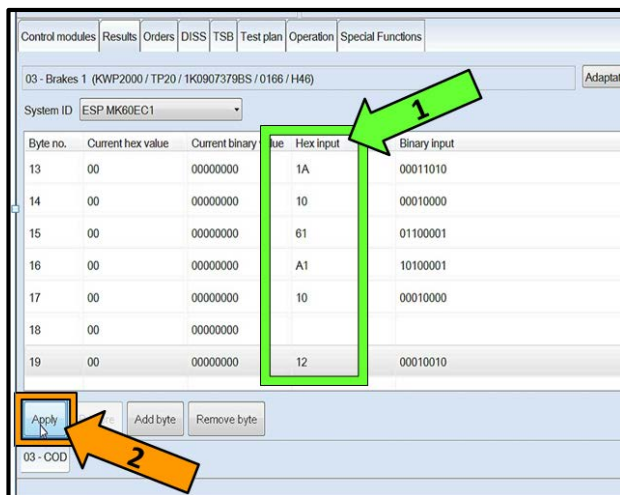 Control modules Results Orders DISS TSB Test plan Operation Special Functions
03 - Brakes 1 (KWP2000 / TP20 / 1K0907379BS / 0166 / H46)
System ID ESP MK60EC1
1
Byte no. Current hex value Current binary Hex input Binary input
13 00 00000000 1A 00011010
14 00 00000000 10 00010000
15 00 00000000 61 01100001
16 00 00000000 A1 10100001
17 00 00000000 10 00010000
18 00 00000000
19 00 00000000 12 00010010
Apply Add byte Remove byte
2
03 - COD